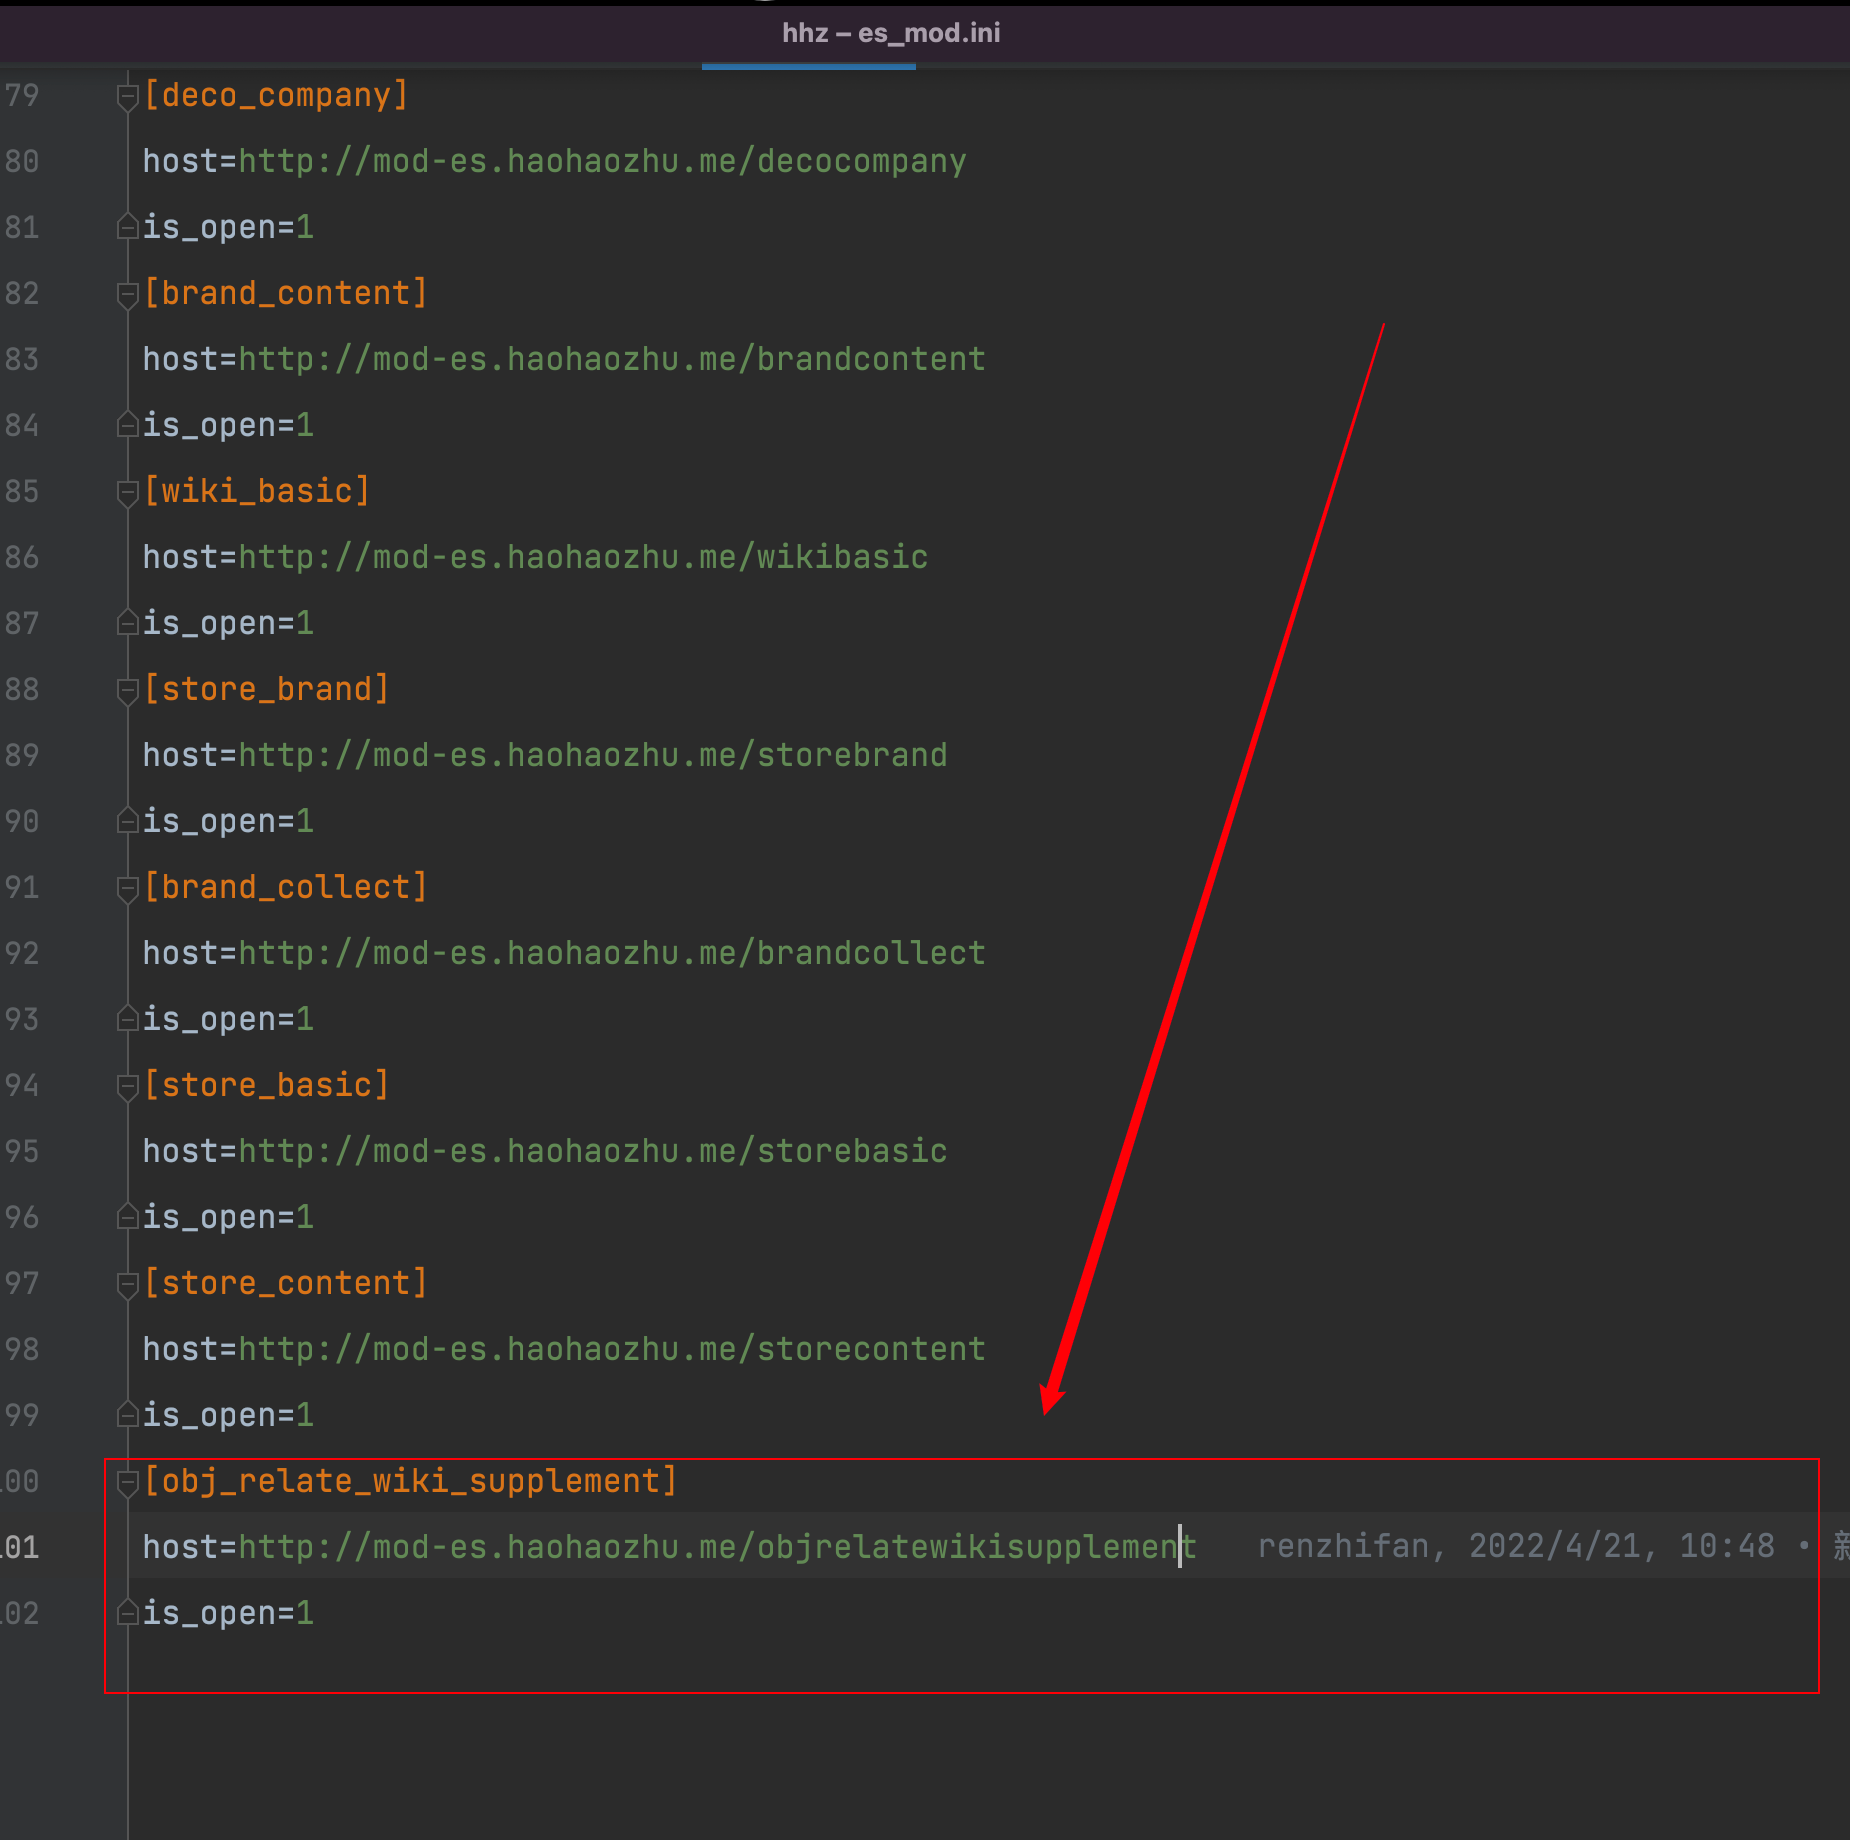 hhz – es_mod.ini
79 [deco_company]
80 host=http://mod-es.haohaozhu.me/decocompany
81 is_open=1
82 [brand_content]
83 host=http://mod-es.haohaozhu.me/brandcontent
84 is_open=1
85 [wiki_basic]
86 host=http://mod-es.haohaozhu.me/wikibasic
87 is_open=1
88 [store_brand]
89 host=http://mod-es.haohaozhu.me/storebrand
90 is_open=1
91 [brand_collect]
92 host=http://mod-es.haohaozhu.me/brandcollect
93 is_open=1
94 [store_basic]
95 host=http://mod-es.haohaozhu.me/storebasic
96 is_open=1
97 [store_content]
98 host=http://mod-es.haohaozhu.me/storecontent
99 is_open=1
00 [obj_relate_wiki_supplement]
01 host=http://mod-es.haohaozhu.me/objrelatewikisupplement renzhifan, 2022/4/21, 10:48 •
02 is_open=1